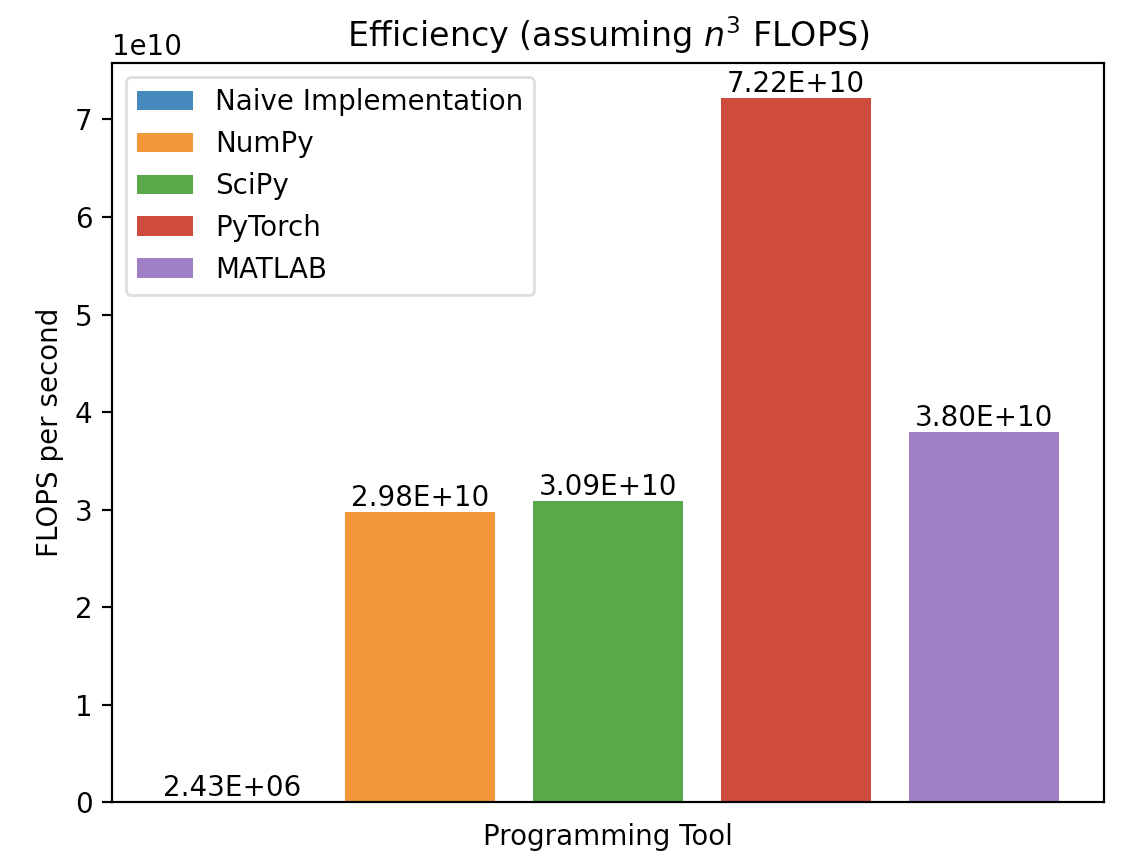 Efficiency (assuming n³ FLOPS)
1e10
Naive Implementation
NumPy
SciPy
PyTorch
MATLAB
7
6
5
4
3
2
1
0
FLOPS per second
2.43E+06
2.98E+10
3.09E+10
7.22E+10
3.80E+10
Programming Tool